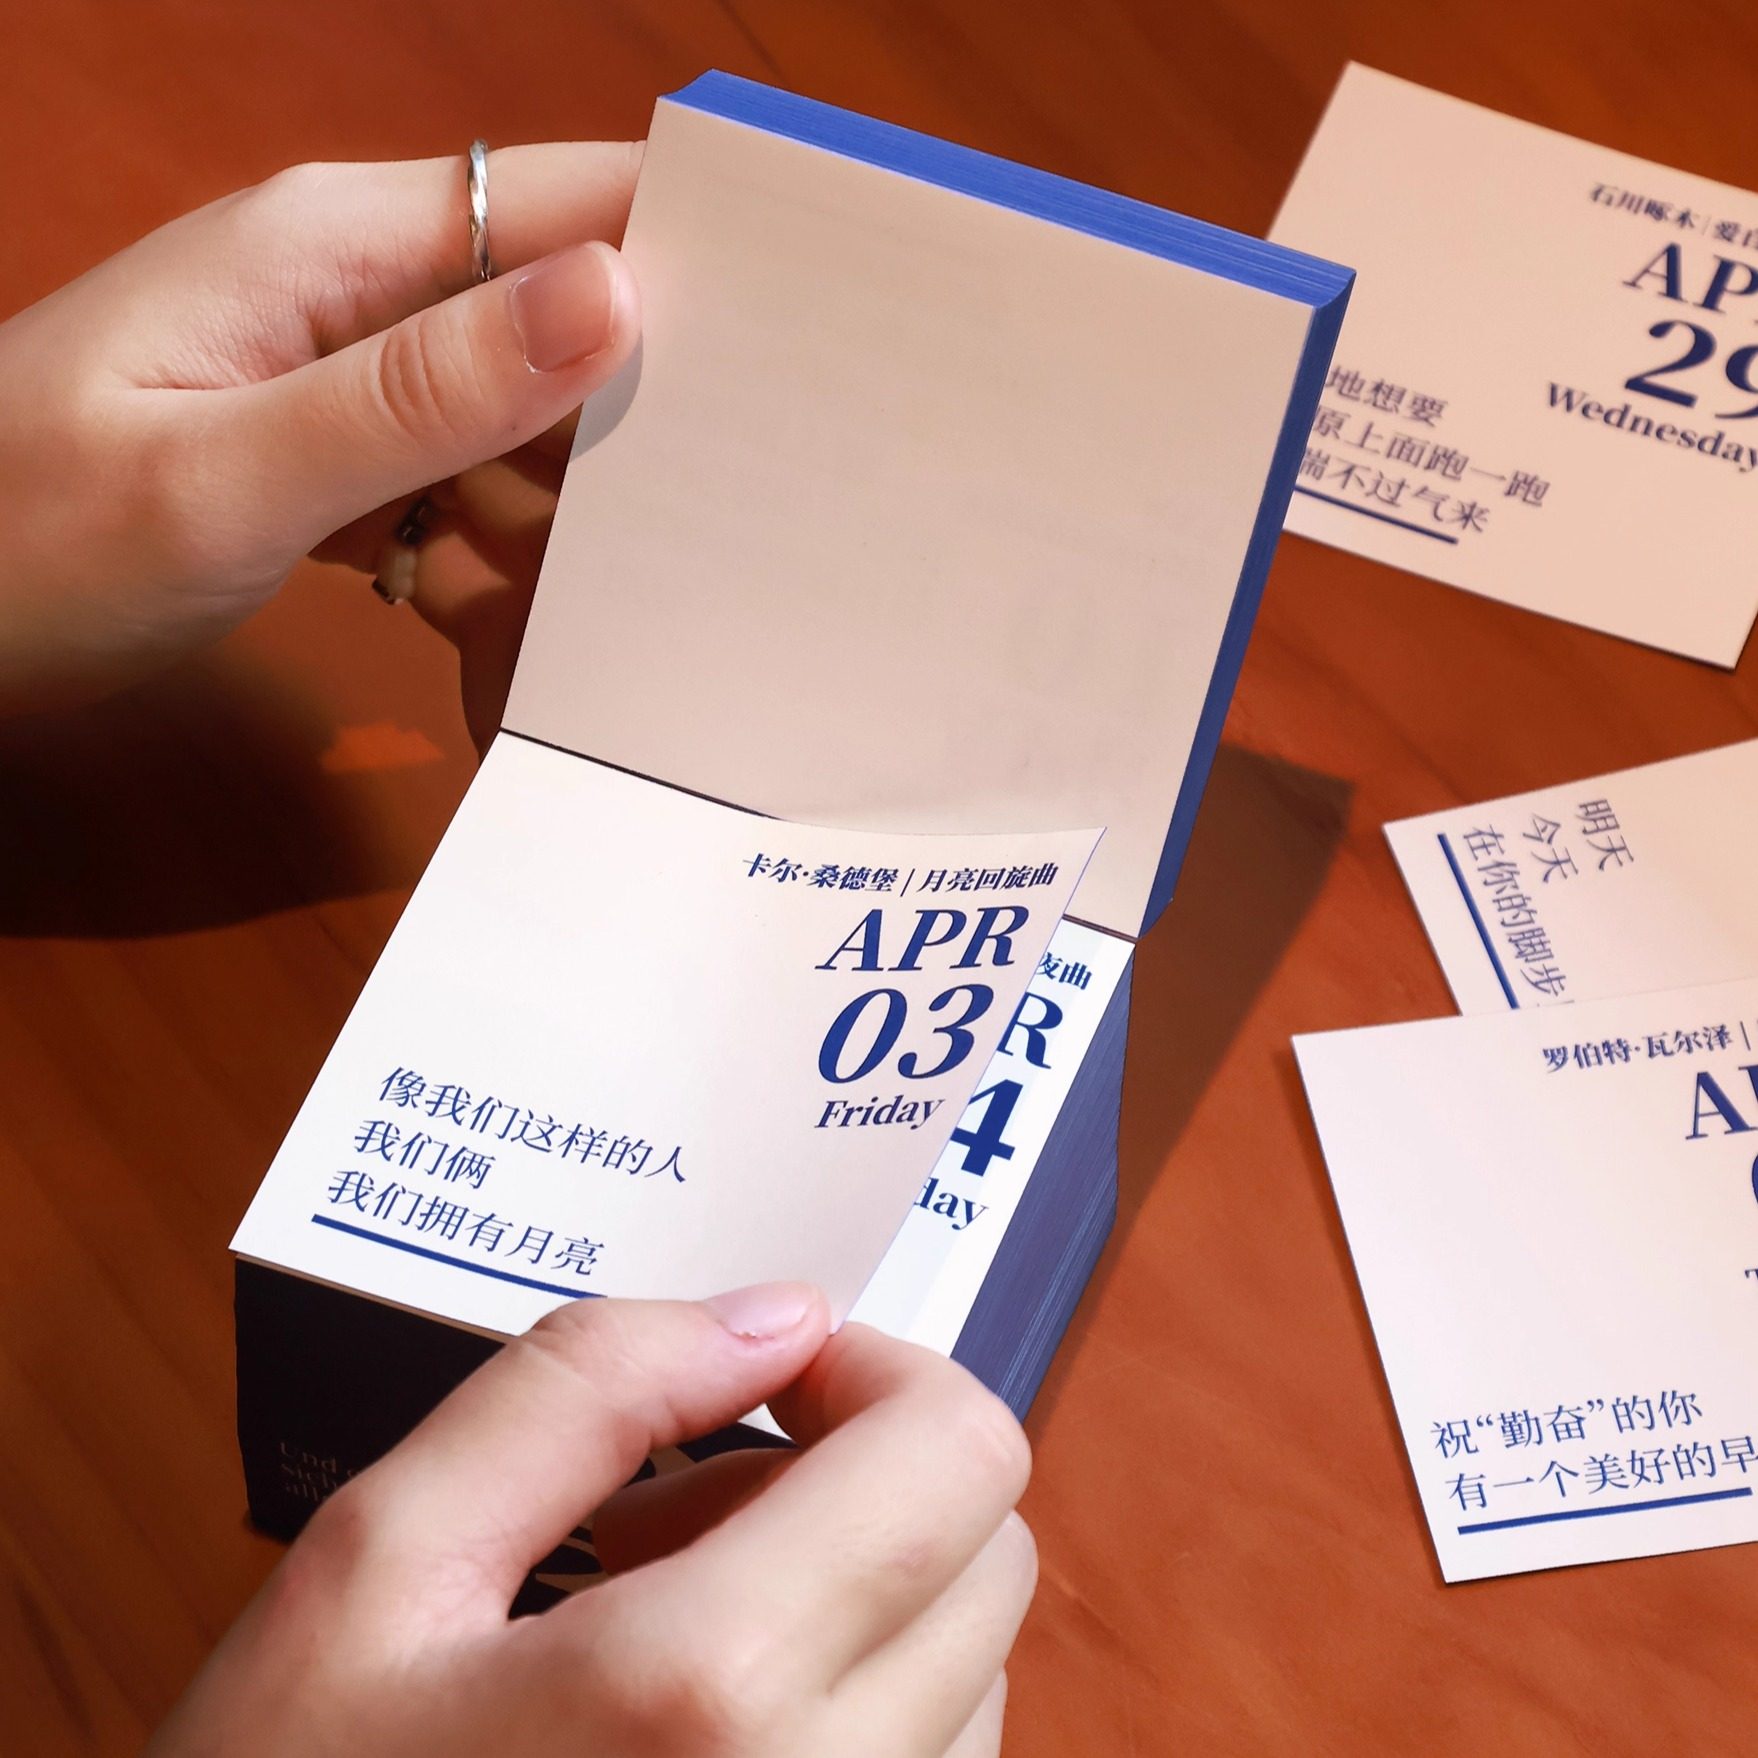 卡尔·桑德堡 | 月亮回旋曲
APR
03
Friday
像我们这样的人
我们俩
我们拥有月亮
夜曲
R
4
day
石川啄木 | 爱
AP
29
Wednesday
地想要
原上面跑一跑
喘不过气来
明天
今天
在你的脚步
罗伯特·瓦尔泽 |
祝“勤奋”的你
有一个美好的早
Und